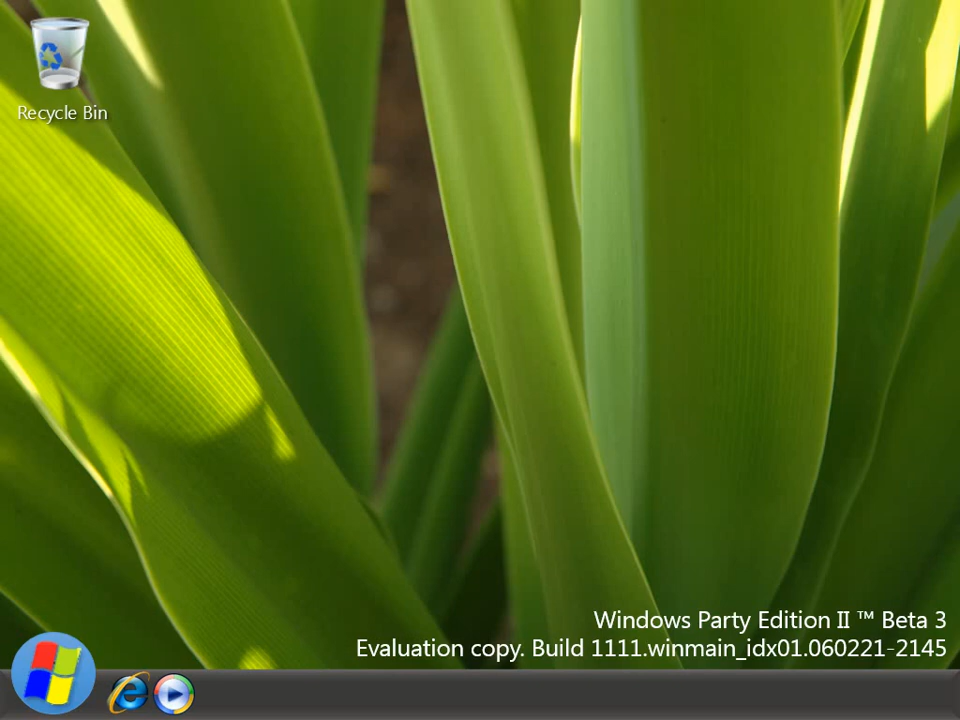 Recycle Bin
Windows Party Edition II ™ Beta 3
Evaluation copy. Build 1111.winmain_idx01.060221-2145